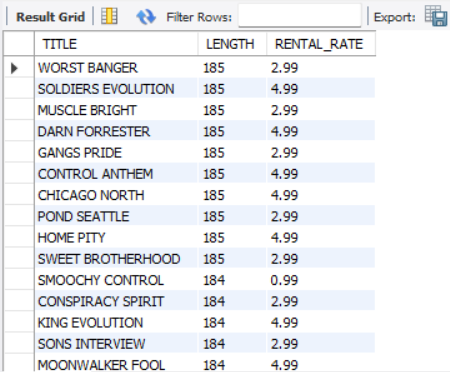 Result Grid Filter Rows: Export:
TITLE LENGTH RENTAL_RATE
WORST BANGER 185 2.99
SOLDIERS EVOLUTION 185 4.99
MUSCLE BRIGHT 185 2.99
DARN FORRESTER 185 4.99
GANGS PRIDE 185 2.99
CONTROL ANTHEM 185 4.99
CHICAGO NORTH 185 4.99
POND SEATTLE 185 2.99
HOME PITY 185 4.99
SWEET BROTHERHOOD 185 2.99
SMOOCHY CONTROL 184 0.99
CONSPIRACY SPIRIT 184 2.99
KING EVOLUTION 184 4.99
SONS INTERVIEW 184 2.99
MOONWALKER FOOL 184 4.99